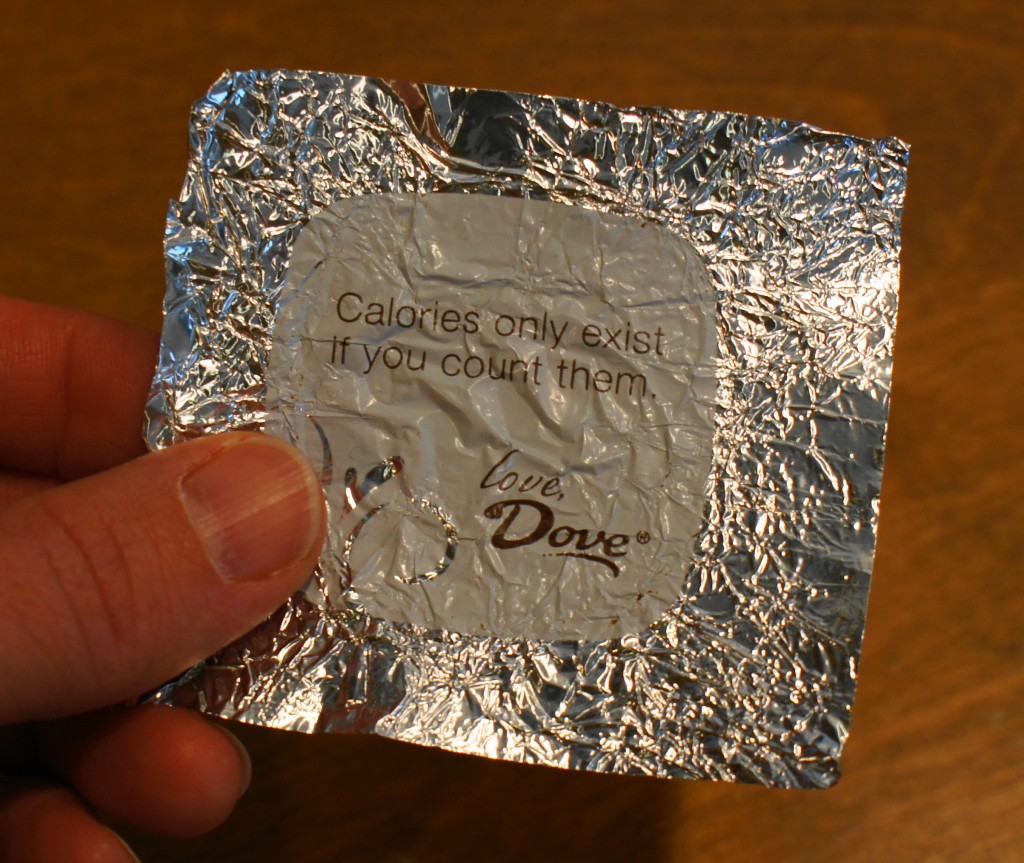 Calories only exist
if you count them.
Love,
Dove®